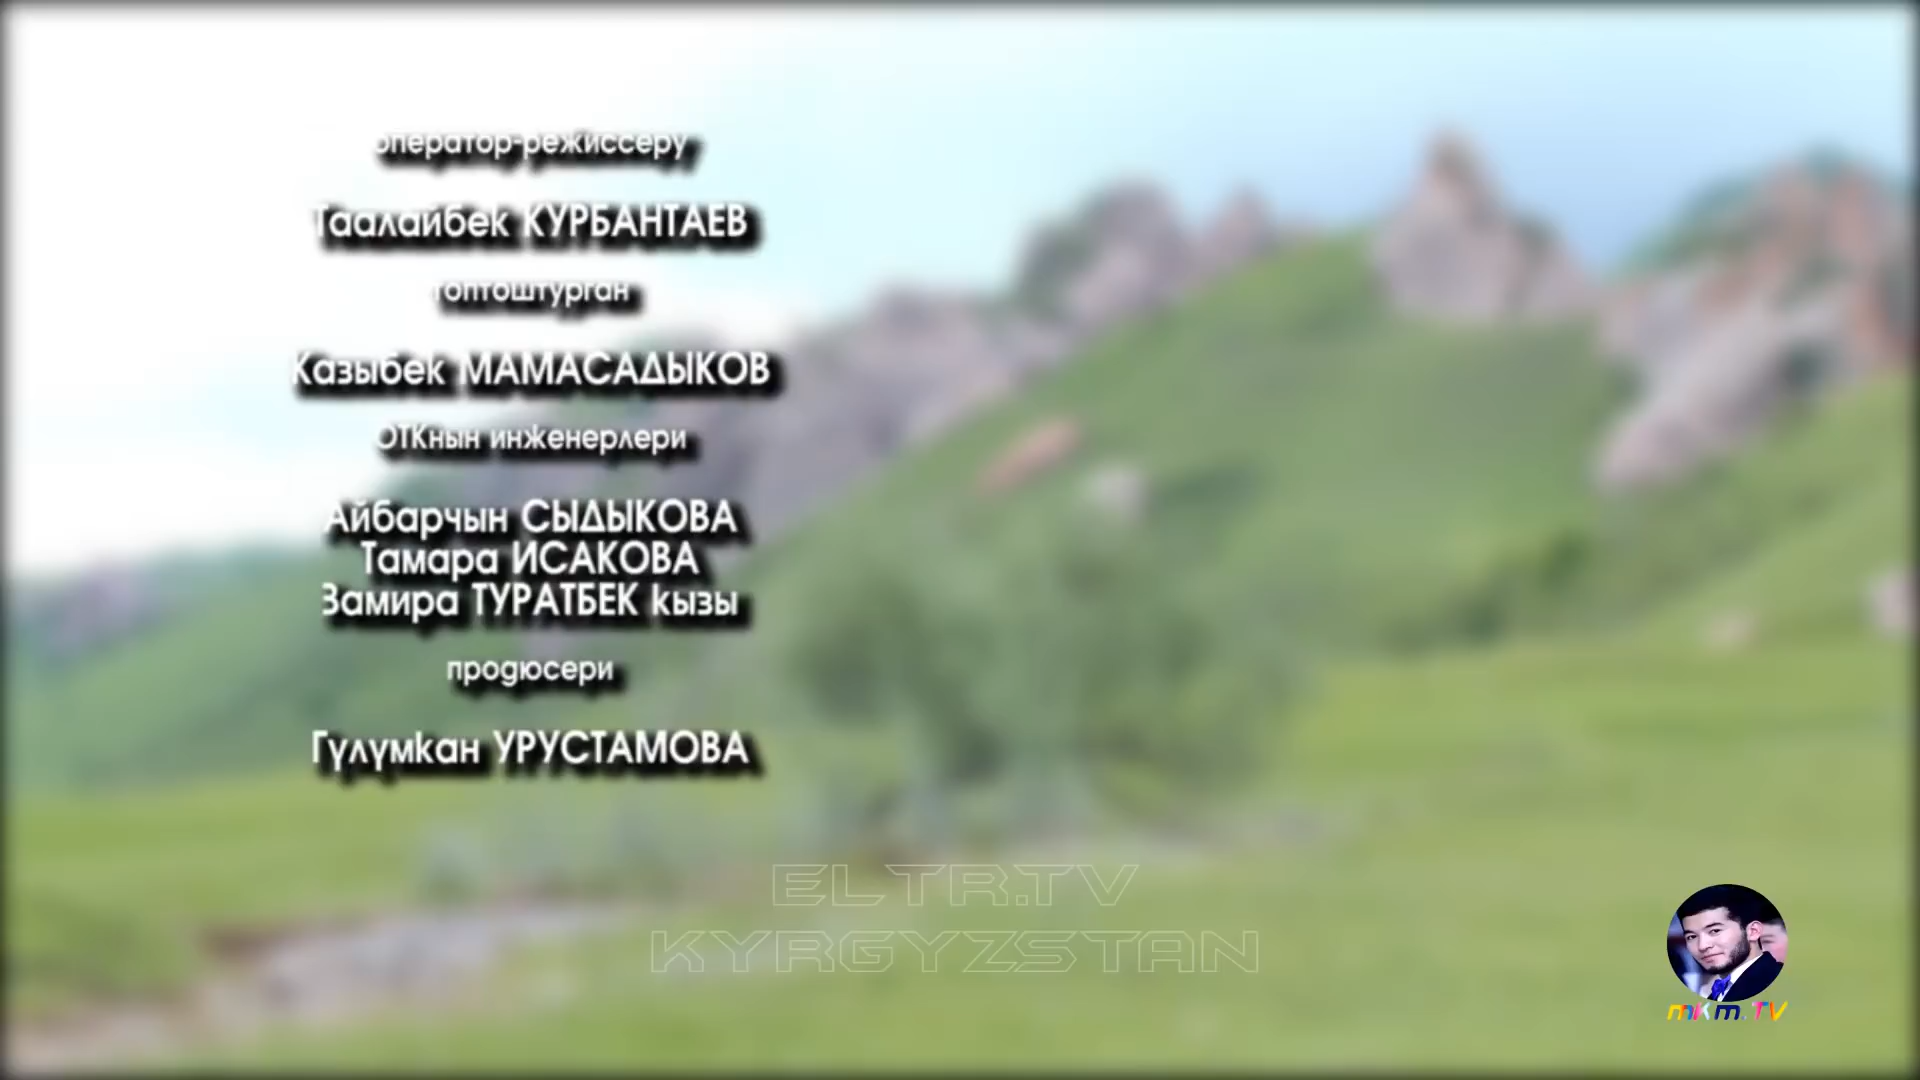 оператор-режиссеру
Таалайбек КУРБАНТАЕВ
топтоштурган
Казыбек МАМАСАДЫКОВ
ОТКнын инженерлери
Айбарчын СЫДЫКОВА
Тамара ИСАКОВА
Замира ТУРАТБЕК кызы
продюсери
Гүлүмкан УРУСТАМОВА
ELTR.TV
KYRGYZSTAN
mkm.TV